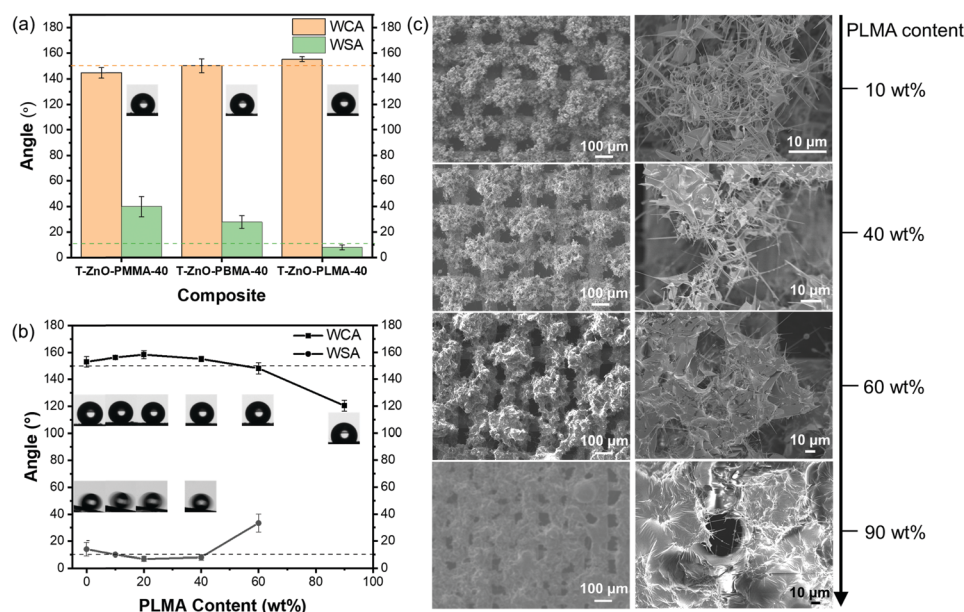 (a)
WCA
WSA
180
160
140
120
100
80
60
40
20
0
180
160
140
120
100
80
60
40
20
0
Angle (°)
T-ZnO-PMMA-40 T-ZnO-PBMA-40 T-ZnO-PLMA-40
Composite
(b)
WCA
WSA
180
160
140
120
100
80
60
40
20
0
180
160
140
120
100
80
60
40
20
0
Angle (°)
0 20 40 60 80 100
PLMA Content (wt%)
(c)
PLMA content
100 µm
10 µm
10 wt%
100 µm
10 µm
40 wt%
100 µm
10 µm
60 wt%
100 µm
10 µm
90 wt%